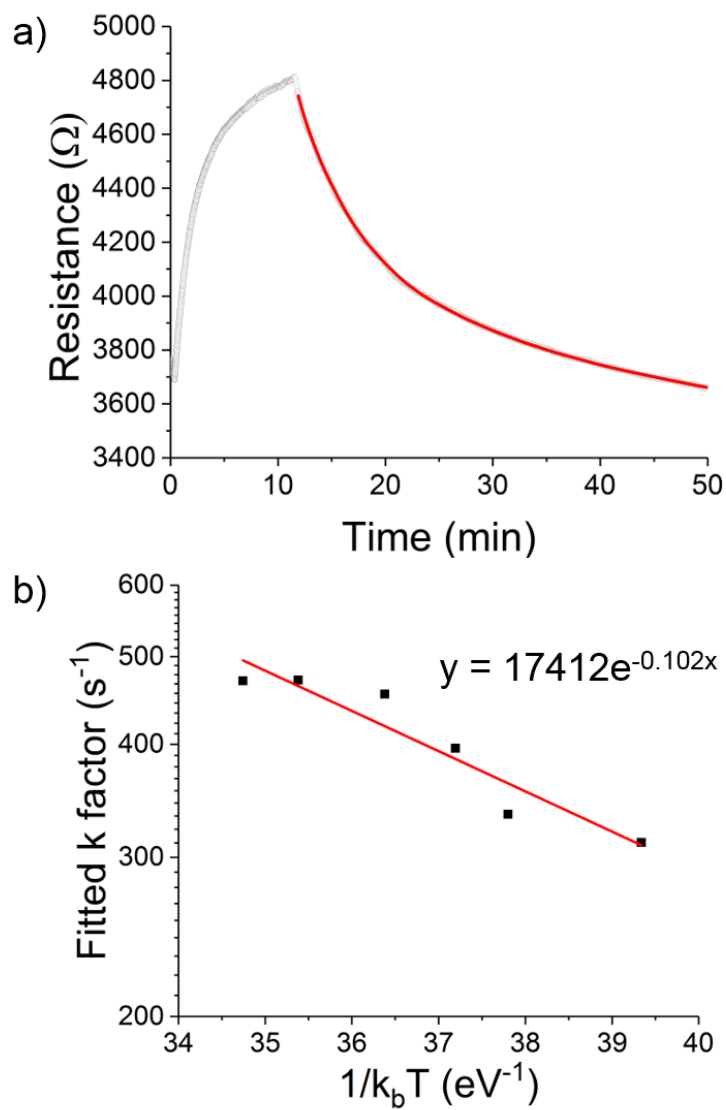 a)
5000
4800
4600
4400
4200
4000
3800
3600
3400
Resistance (Ω)
0 10 20 30 40 50
Time (min)
b)
600
500
400
300
200
Fitted k factor (s⁻¹)
y = 17412e⁻⁰·¹⁰²ˣ
34 35 36 37 38 39 40
1/k_bT (eV⁻¹)